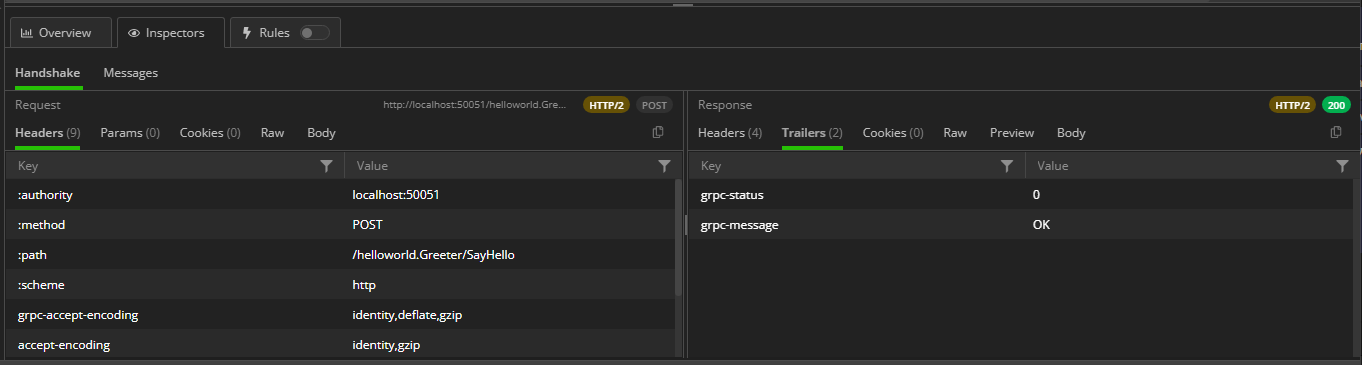 Overview Inspectors Rules
Handshake Messages
Request http://localhost:50051/helloworld.Gre... HTTP/2 POST
Headers (9) Params (0) Cookies (0) Raw Body
Key Value
:authority localhost:50051
:method POST
:path /helloworld.Greeter/SayHello
:scheme http
grpc-accept-encoding identity,deflate,gzip
accept-encoding identity,gzip
Response HTTP/2 200
Headers (4) Trailers (2) Cookies (0) Raw Preview Body
Key Value
grpc-status 0
grpc-message OK